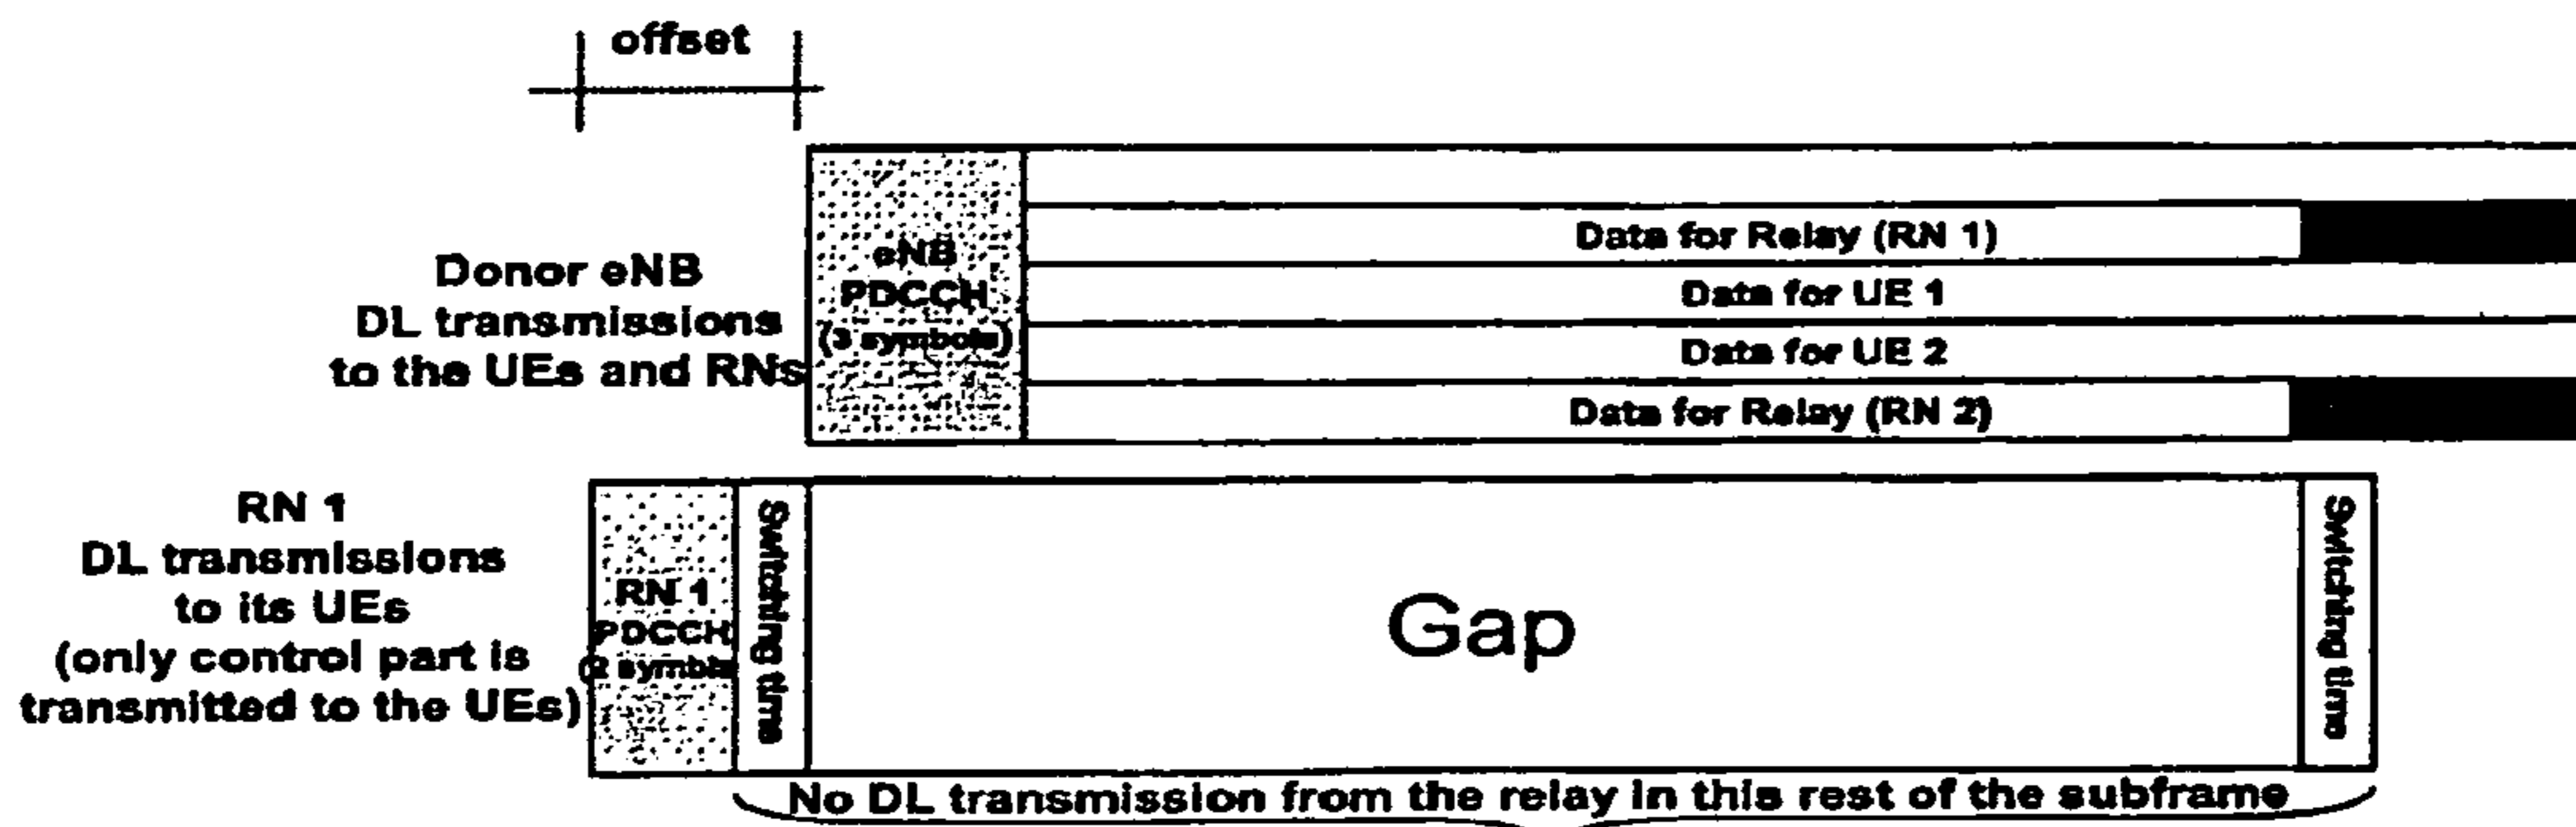 offset
Donor eNB
DL transmissions
to the UEs and RNs
eNB
PDCCH
(3 symbols)
Data for Relay (RN 1)
Data for UE 1
Data for UE 2
Data for Relay (RN 2)
RN 1
DL transmissions
to its UEs
(only control part is
transmitted to the UEs)
RN 1
PDCCH
(2 symbls
Switching time
Gap
Switching time
No DL transmission from the relay in this rest of the subframe